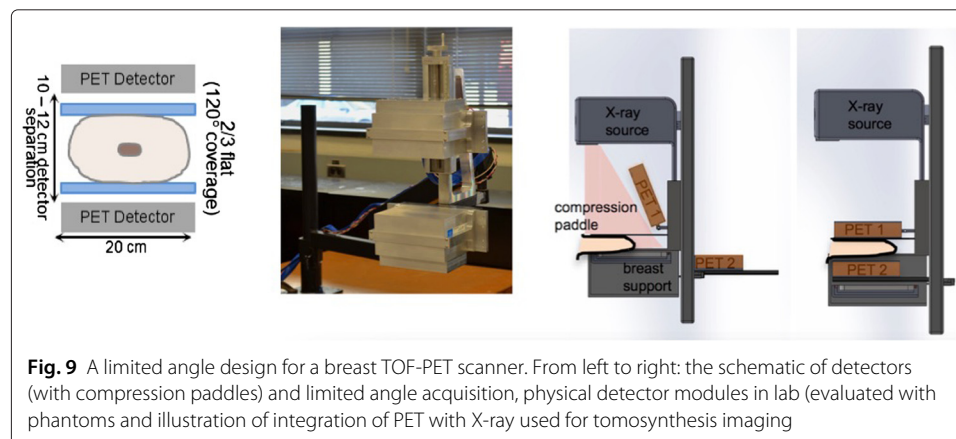 PET Detector
10 – 12 cm detector
separation
2/3 flat
(120° coverage)
PET Detector
20 cm
X-ray
source
PET 1
compression
paddle
breast
support
PET 2
X-ray
source
PET 1
PET 2
Fig. 9 A limited angle design for a breast TOF-PET scanner. From left to right: the schematic of detectors
(with compression paddles) and limited angle acquisition, physical detector modules in lab (evaluated with
phantoms and illustration of integration of PET with X-ray used for tomosynthesis imaging